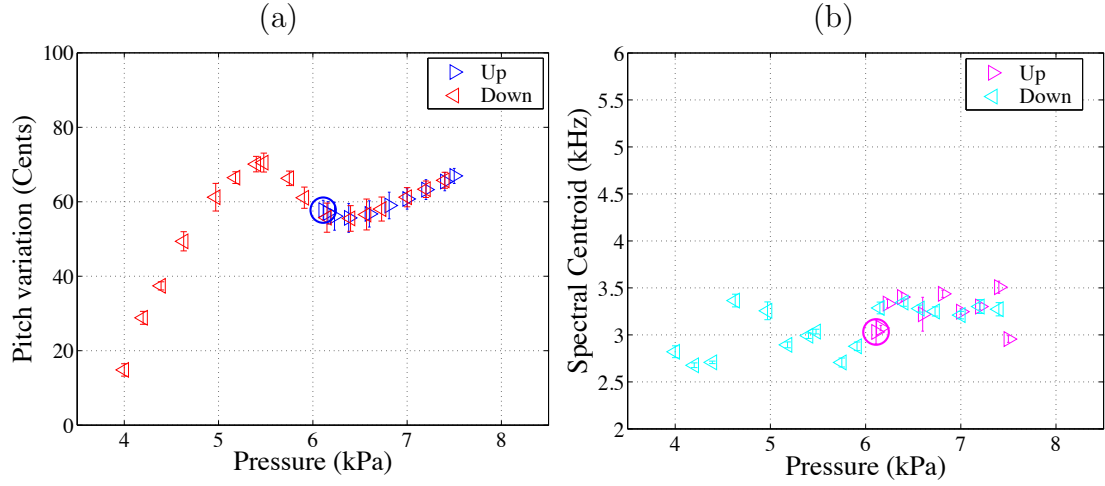 (a)
Pitch variation (Cents)
100
80
60
40
20
0
4 5 6 7 8
Pressure (kPa)
Up
Down
(b)
Spectral Centroid (kHz)
6
5.5
5
4.5
4
3.5
3
2.5
2
4 5 6 7 8
Pressure (kPa)
Up
Down